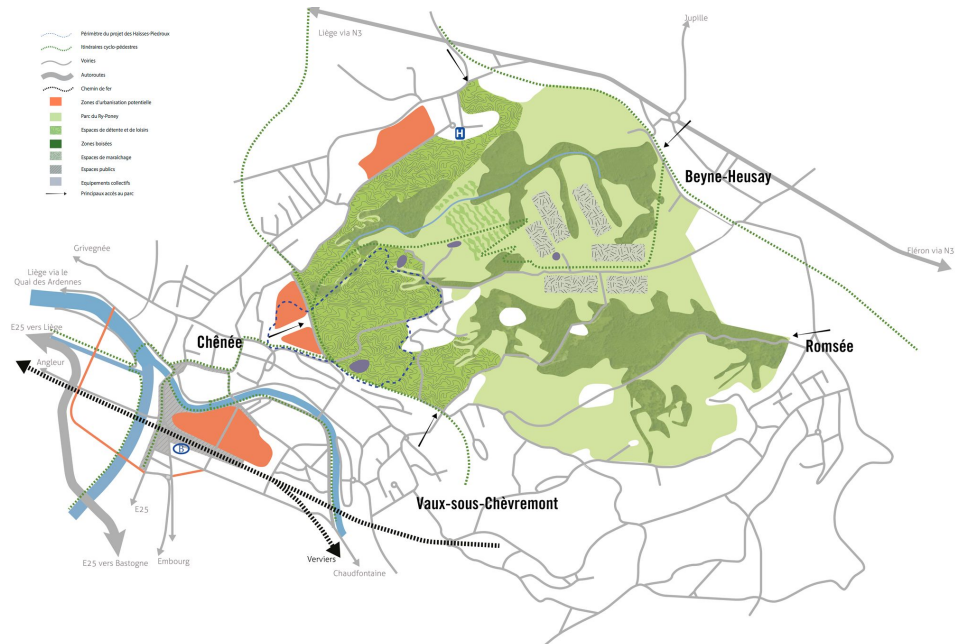 Périmètre du projet des Haïsses-Piedroux
Itinéraires cyclo-pédestres
Voiries
Autoroutes
Chemin de fer
Zones d'urbanisation potentielle
Parc du Ry-Poney
Espaces de détente et de loisirs
Zones boisées
Espaces de maraîchage
Espaces publics
Equipements collectifs
Principaux accès au parc
Liège via N3
Jupille
H
Beyne-Heusay
Fléron via N3
Grivegnée
Liège via le
Quai des Ardennes
E25 vers Liège
Angleur
Chênée
Romsée
B
Vaux-sous-Chèvremont
E25
E25 vers Bastogne
Embourg
Verviers
Chaudfontaine